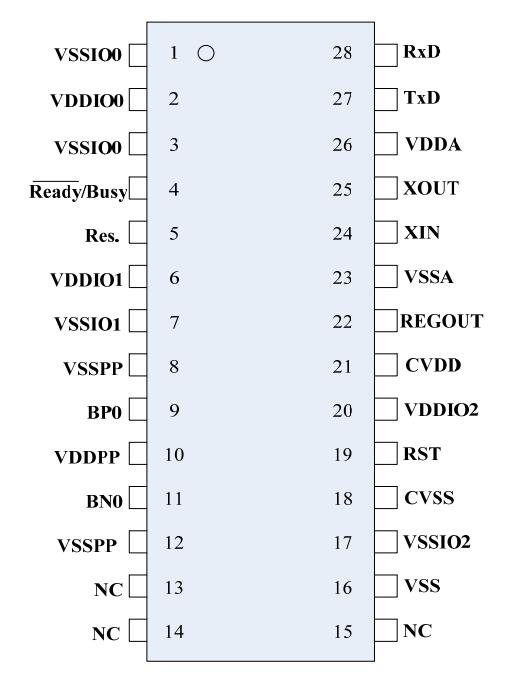 VSSIO0 1 28 RxD
VDDIO0 2 27 TxD
VSSIO0 3 26 VDDA
Ready/Busy 4 25 XOUT
Res. 5 24 XIN
VDDIO1 6 23 VSSA
VSSIO1 7 22 REGOUT
VSSPP 8 21 CVDD
BP0 9 20 VDDIO2
VDDPP 10 19 RST
BN0 11 18 CVSS
VSSPP 12 17 VSSIO2
NC 13 16 VSS
NC 14 15 NC